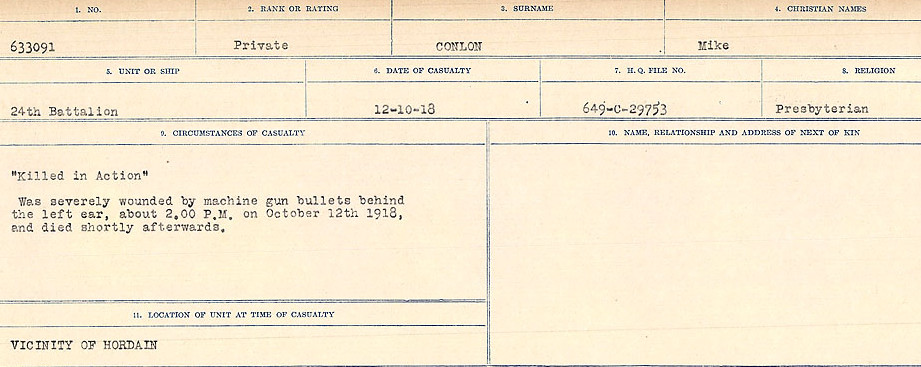 1. NO. 2. RANK OR RATING 3. SURNAME 4. CHRISTIAN NAMES
633091 Private CONLON Mike
5. UNIT OR SHIP 6. DATE OF CASUALTY 7. H. Q. FILE NO. 8. RELIGION
24th Battalion 12-10-18 649-C-29753 Presbyterian
9. CIRCUMSTANCES OF CASUALTY 10. NAME, RELATIONSHIP AND ADDRESS OF NEXT OF KIN
"Killed in Action"
Was severely wounded by machine gun bullets behind
the left ear, about 2.00 P.M. on October 12th 1918,
and died shortly afterwards.
11. LOCATION OF UNIT AT TIME OF CASUALTY
VICINITY OF HORDAIN